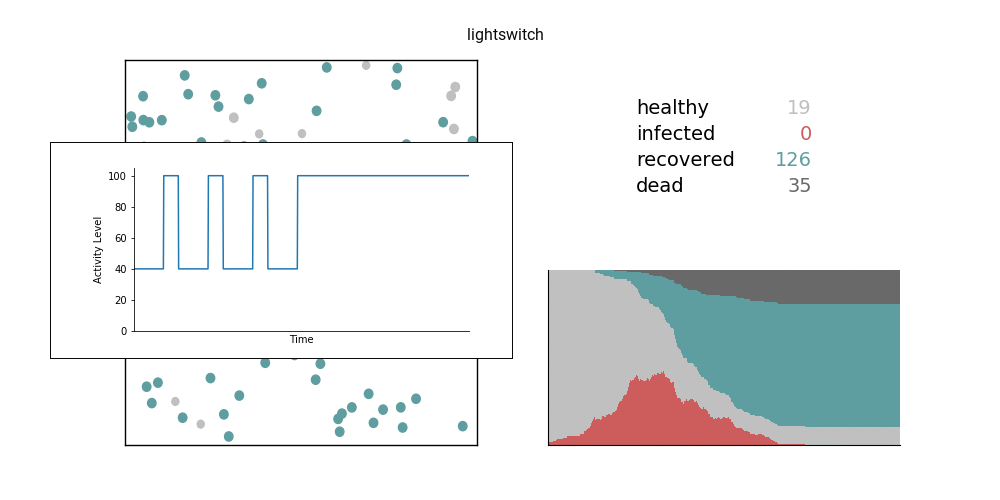 lightswitch
healthy 19
infected 0
recovered 126
dead 35
100
80
60
40
20
0
Activity Level
Time